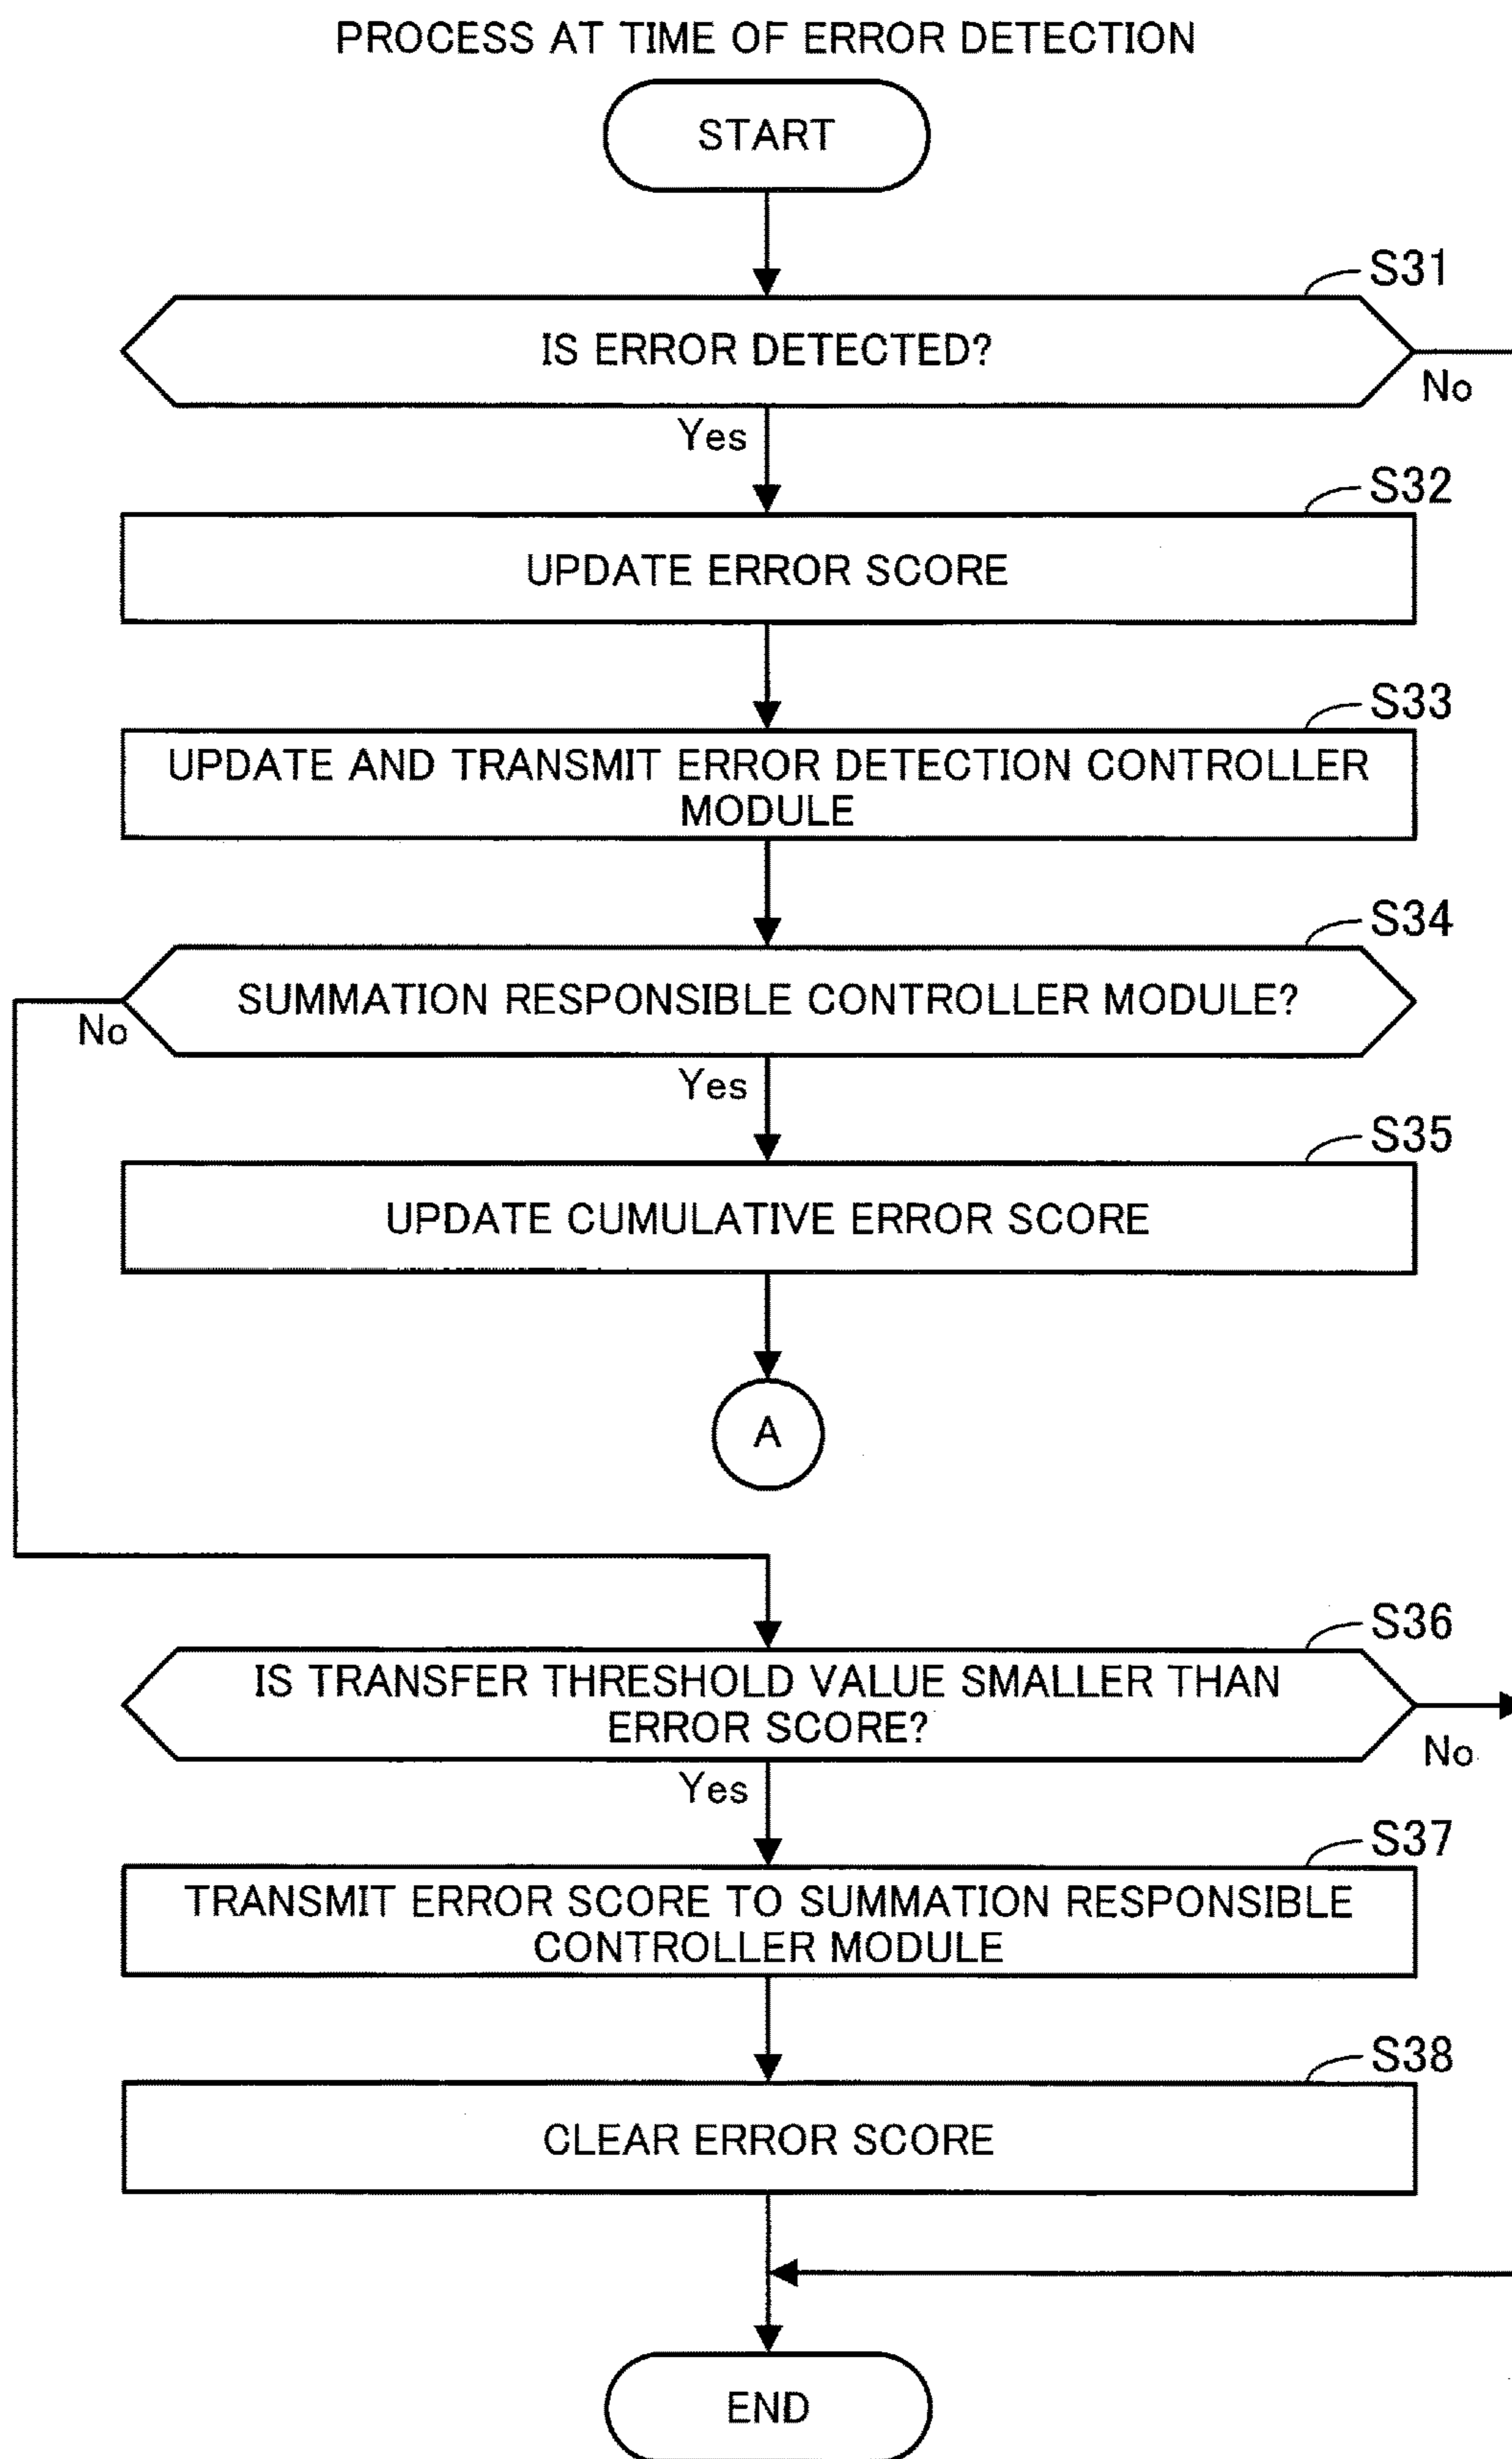 PROCESS AT TIME OF ERROR DETECTION
START
S31
IS ERROR DETECTED?
No
Yes
S32
UPDATE ERROR SCORE
S33
UPDATE AND TRANSMIT ERROR DETECTION CONTROLLER
MODULE
S34
SUMMATION RESPONSIBLE CONTROLLER MODULE?
No
Yes
S35
UPDATE CUMULATIVE ERROR SCORE
A
S36
IS TRANSFER THRESHOLD VALUE SMALLER THAN
ERROR SCORE?
No
Yes
S37
TRANSMIT ERROR SCORE TO SUMMATION RESPONSIBLE
CONTROLLER MODULE
S38
CLEAR ERROR SCORE
END